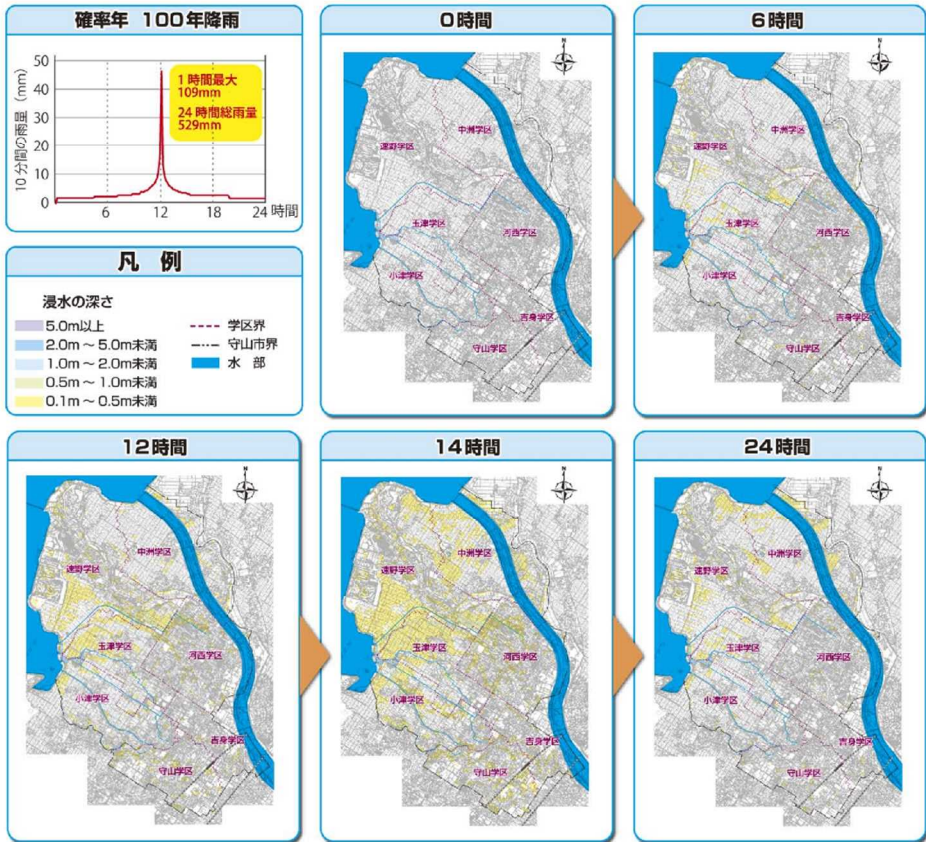 確率年 100年降雨
10分間の雨量（mm）
50
40
30
20
10
0
1時間最大
109mm
24時間総雨量
529mm
6
12
18
24
時間
凡 例
浸水の深さ
5.0m以上
2.0m～5.0m未満
1.0m～2.0m未満
0.5m～1.0m未満
0.1m～0.5m未満
学区界
守山市界
水 部
0時間
N
中洲学区
速野学区
玉津学区
河西学区
小津学区
吉身学区
守山学区
6時間
N
中洲学区
速野学区
玉津学区
河西学区
小津学区
吉身学区
守山学区
12時間
N
中洲学区
速野学区
玉津学区
河西学区
小津学区
吉身学区
守山学区
14時間
N
中洲学区
速野学区
玉津学区
河西学区
小津学区
吉身学区
守山学区
24時間
N
中洲学区
速野学区
玉津学区
河西学区
小津学区
吉身学区
守山学区